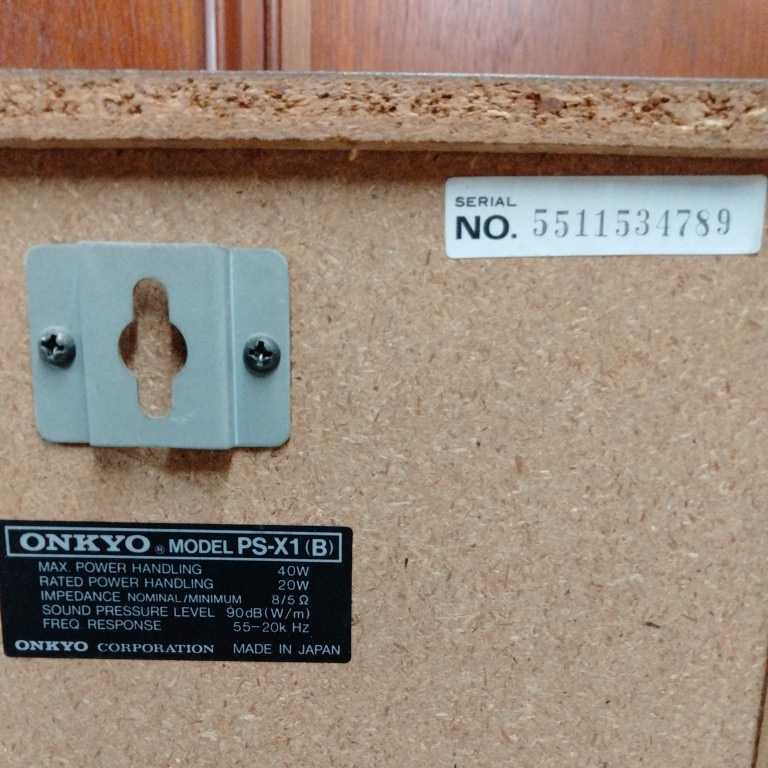 SERIAL
NO. 5511534789
ONKYO® MODEL PS-X1(B)
MAX. POWER HANDLING 40W
RATED POWER HANDLING 20W
IMPEDANCE NOMINAL/MINIMUM 8/5 Ω
SOUND PRESSURE LEVEL 90dB(W/m)
FREQ RESPONSE 55-20k Hz
ONKYO CORPORATION MADE IN JAPAN